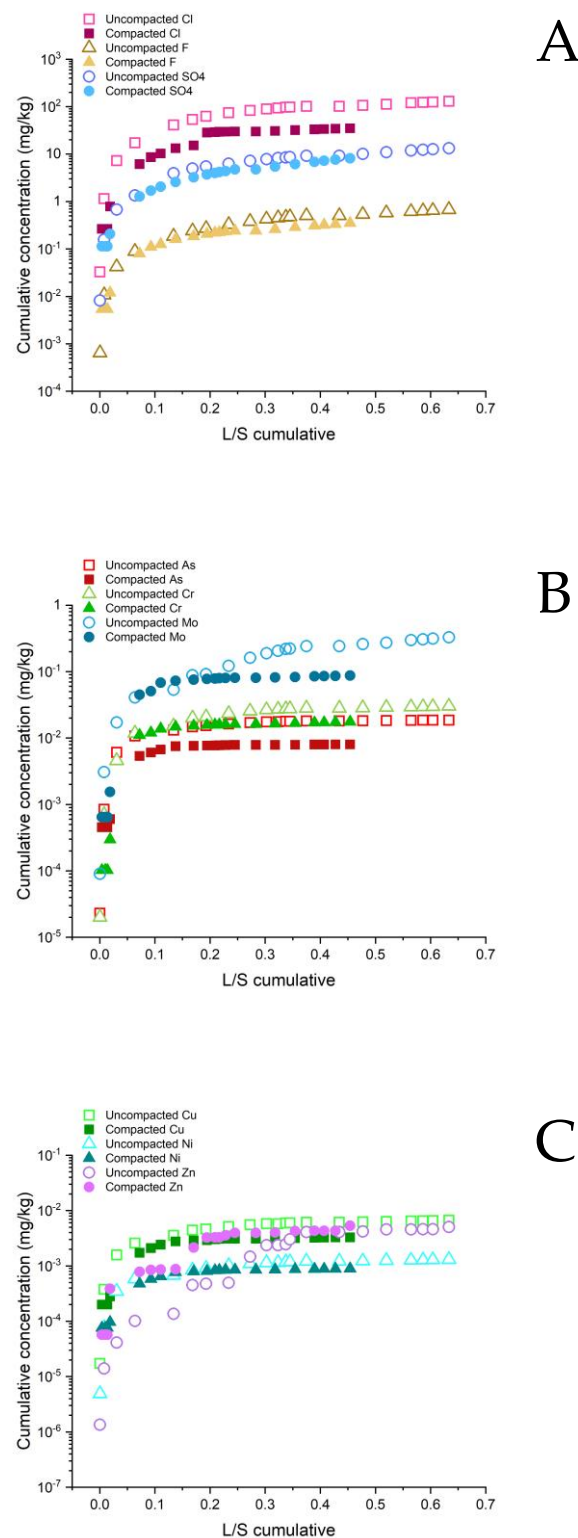 A
Uncompacted Cl
Compacted Cl
Uncompacted F
Compacted F
Uncompacted SO4
Compacted SO4
Cumulative concentration (mg/kg)
10³
10²
10
1
10⁻¹
10⁻²
10⁻³
10⁻⁴
0.0 0.1 0.2 0.3 0.4 0.5 0.6 0.7
L/S cumulative
B
Uncompacted As
Compacted As
Uncompacted Cr
Compacted Cr
Uncompacted Mo
Compacted Mo
Cumulative concentration (mg/kg)
1
10⁻¹
10⁻²
10⁻³
10⁻⁴
10⁻⁵
0.0 0.1 0.2 0.3 0.4 0.5 0.6 0.7
L/S cumulative
C
Uncompacted Cu
Compacted Cu
Uncompacted Ni
Compacted Ni
Uncompacted Zn
Compacted Zn
Cumulative concentration (mg/kg)
10⁻¹
10⁻²
10⁻³
10⁻⁴
10⁻⁵
10⁻⁶
10⁻⁷
0.0 0.1 0.2 0.3 0.4 0.5 0.6 0.7
L/S cumulative